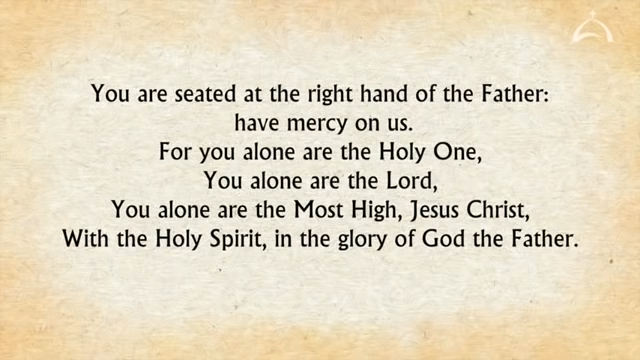 You are seated at the right hand of the Father:
have mercy on us.
For you alone are the Holy One,
You alone are the Lord,
You alone are the Most High, Jesus Christ,
With the Holy Spirit, in the glory of God the Father.